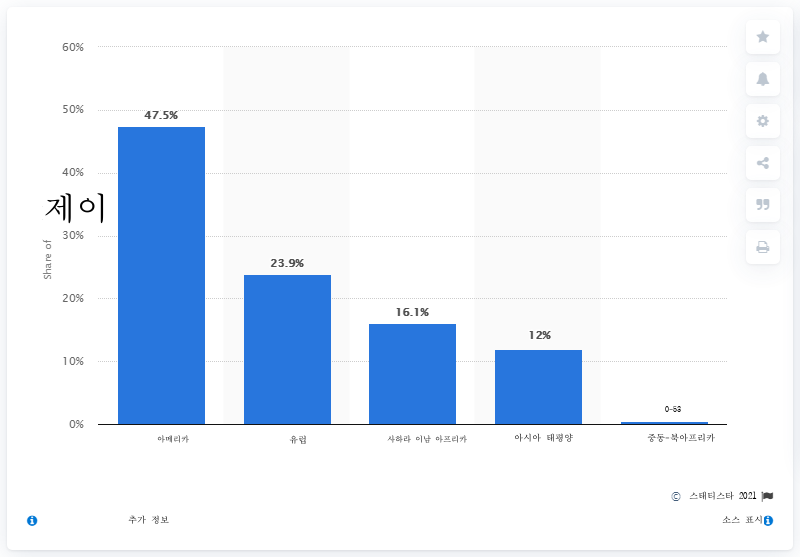 60%
50%
47.5%
40%
제이
30%
Share of
23.9%
20%
16.1%
12%
10%
0-53
0%
아메리카 유럽 사하라 이남 아프리카 아시아 태평양 중동-북아프리카
© 스태티스타 2021
추가 정보 소스 표시